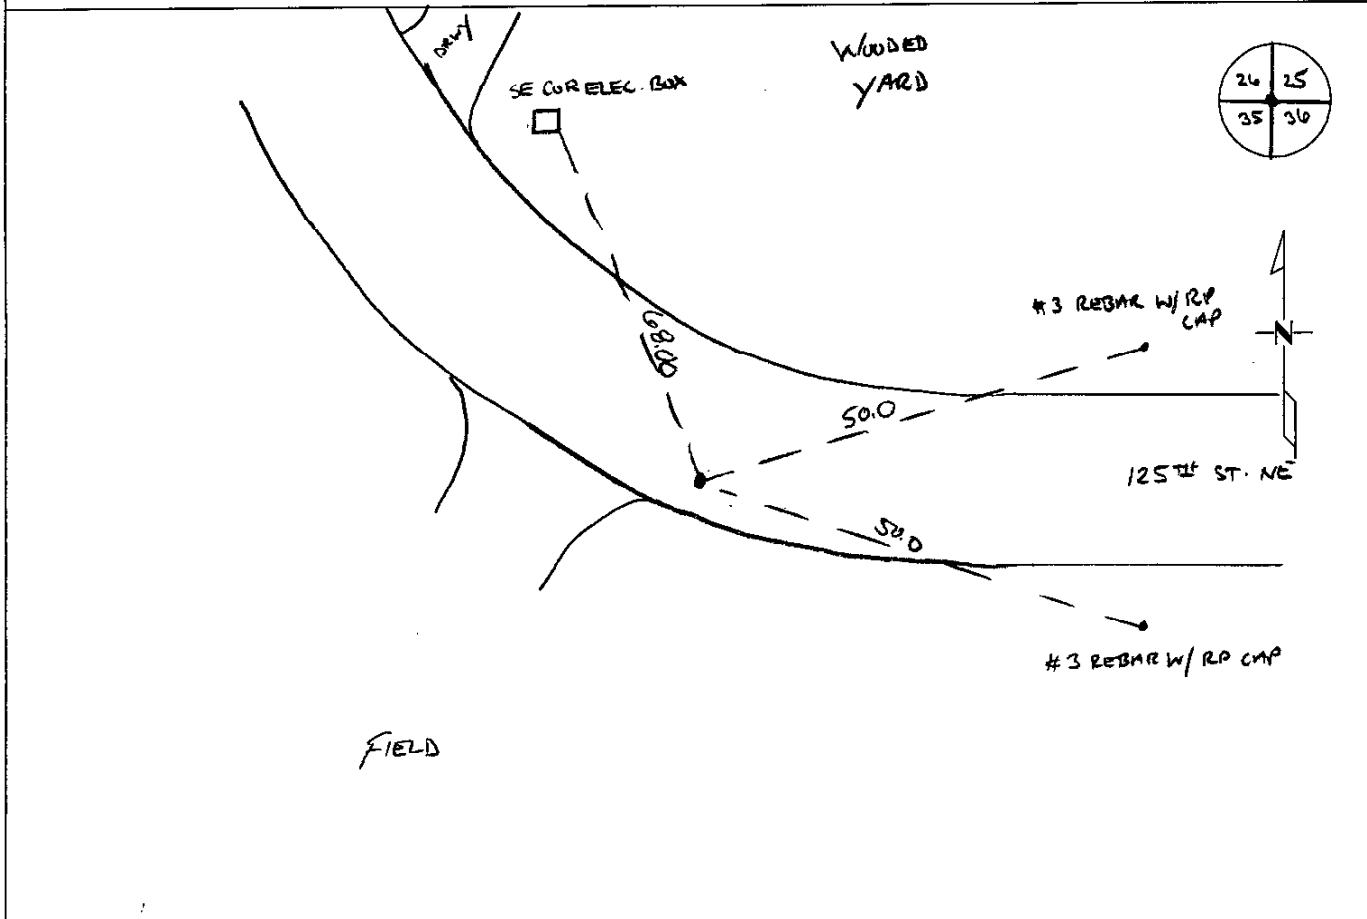 DRWY
WOODED
YARD
SE COR ELEC. BOX
26 25
35 36
#3 REBAR W/ RP
CAP
N
68.00
50.0
125TH ST. NE
50.0
#3 REBAR W/ RP CAP
FIELD